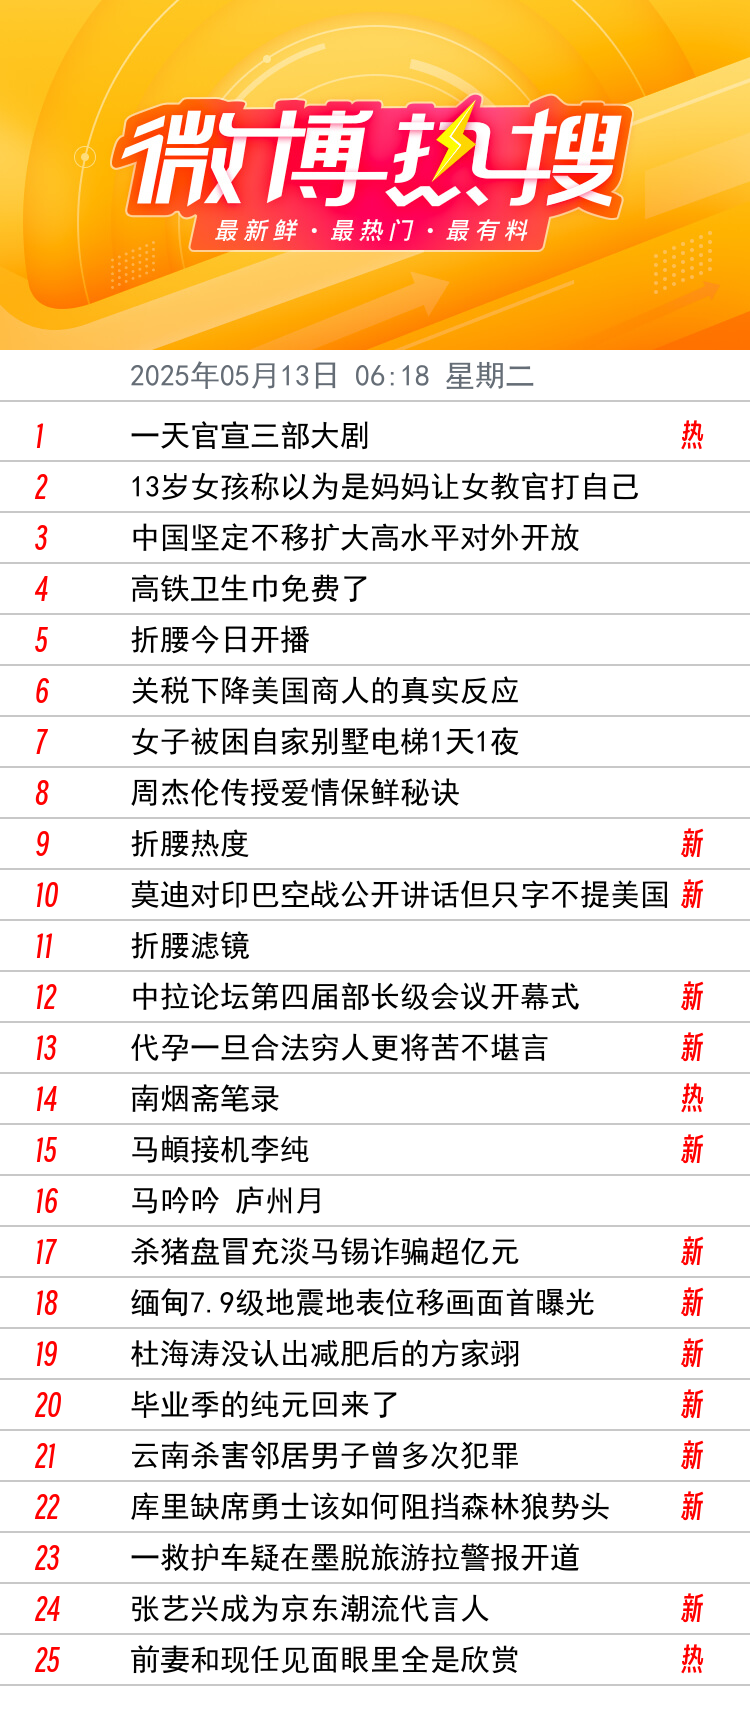 微博热搜
最新鲜·最热门·最有料
2025年05月13日 06:18 星期二
1 一天官宣三部大剧 热
2 13岁女孩称以为是妈妈让女教官打自己
3 中国坚定不移扩大高水平对外开放
4 高铁卫生巾免费了
5 折腰今日开播
6 关税下降美国商人的真实反应
7 女子被困自家别墅电梯1天1夜
8 周杰伦传授爱情保鲜秘诀
9 折腰热度 新
10 莫迪对印巴空战公开讲话但只字不提美国 新
11 折腰滤镜
12 中拉论坛第四届部长级会议开幕式 新
13 代孕一旦合法穷人更将苦不堪言 新
14 南烟斋笔录 热
15 马頔接机李纯 新
16 马吟吟 庐州月
17 杀猪盘冒充淡马锡诈骗超亿元 新
18 缅甸7.9级地震地表位移画面首曝光 新
19 杜海涛没认出减肥后的方家翊 新
20 毕业季的纯元回来了 新
21 云南杀害邻居男子曾多次犯罪 新
22 库里缺席勇士该如何阻挡森林狼势头 新
23 一救护车疑在墨脱旅游拉警报开道
24 张艺兴成为京东潮流代言人 新
25 前妻和现任见面眼里全是欣赏 热